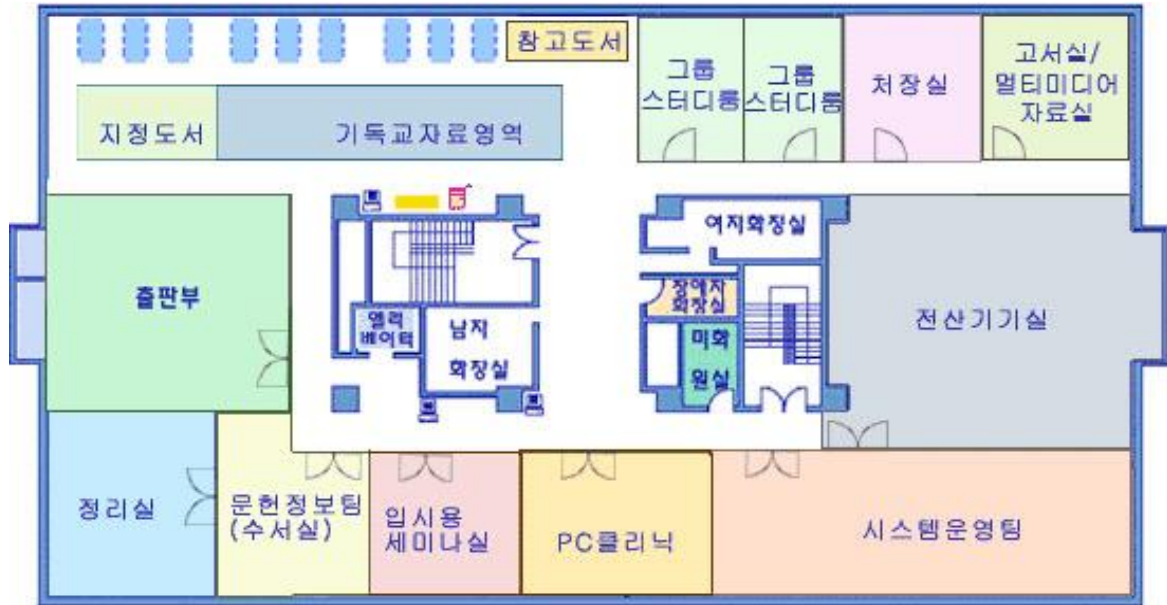 참고도서
그룹
스터디룸
그룹
스터디룸
처장실
고서실/
멀티미디어
자료실
지정도서
기독교자료영역
여자화장실
출판부
엘리
베이터
남자
화장실
장애자
화장실
미화
원실
전산기기실
정리실
문헌정보팀
(수서실)
입시용
세미나실
PC클리닉
시스템운영팀